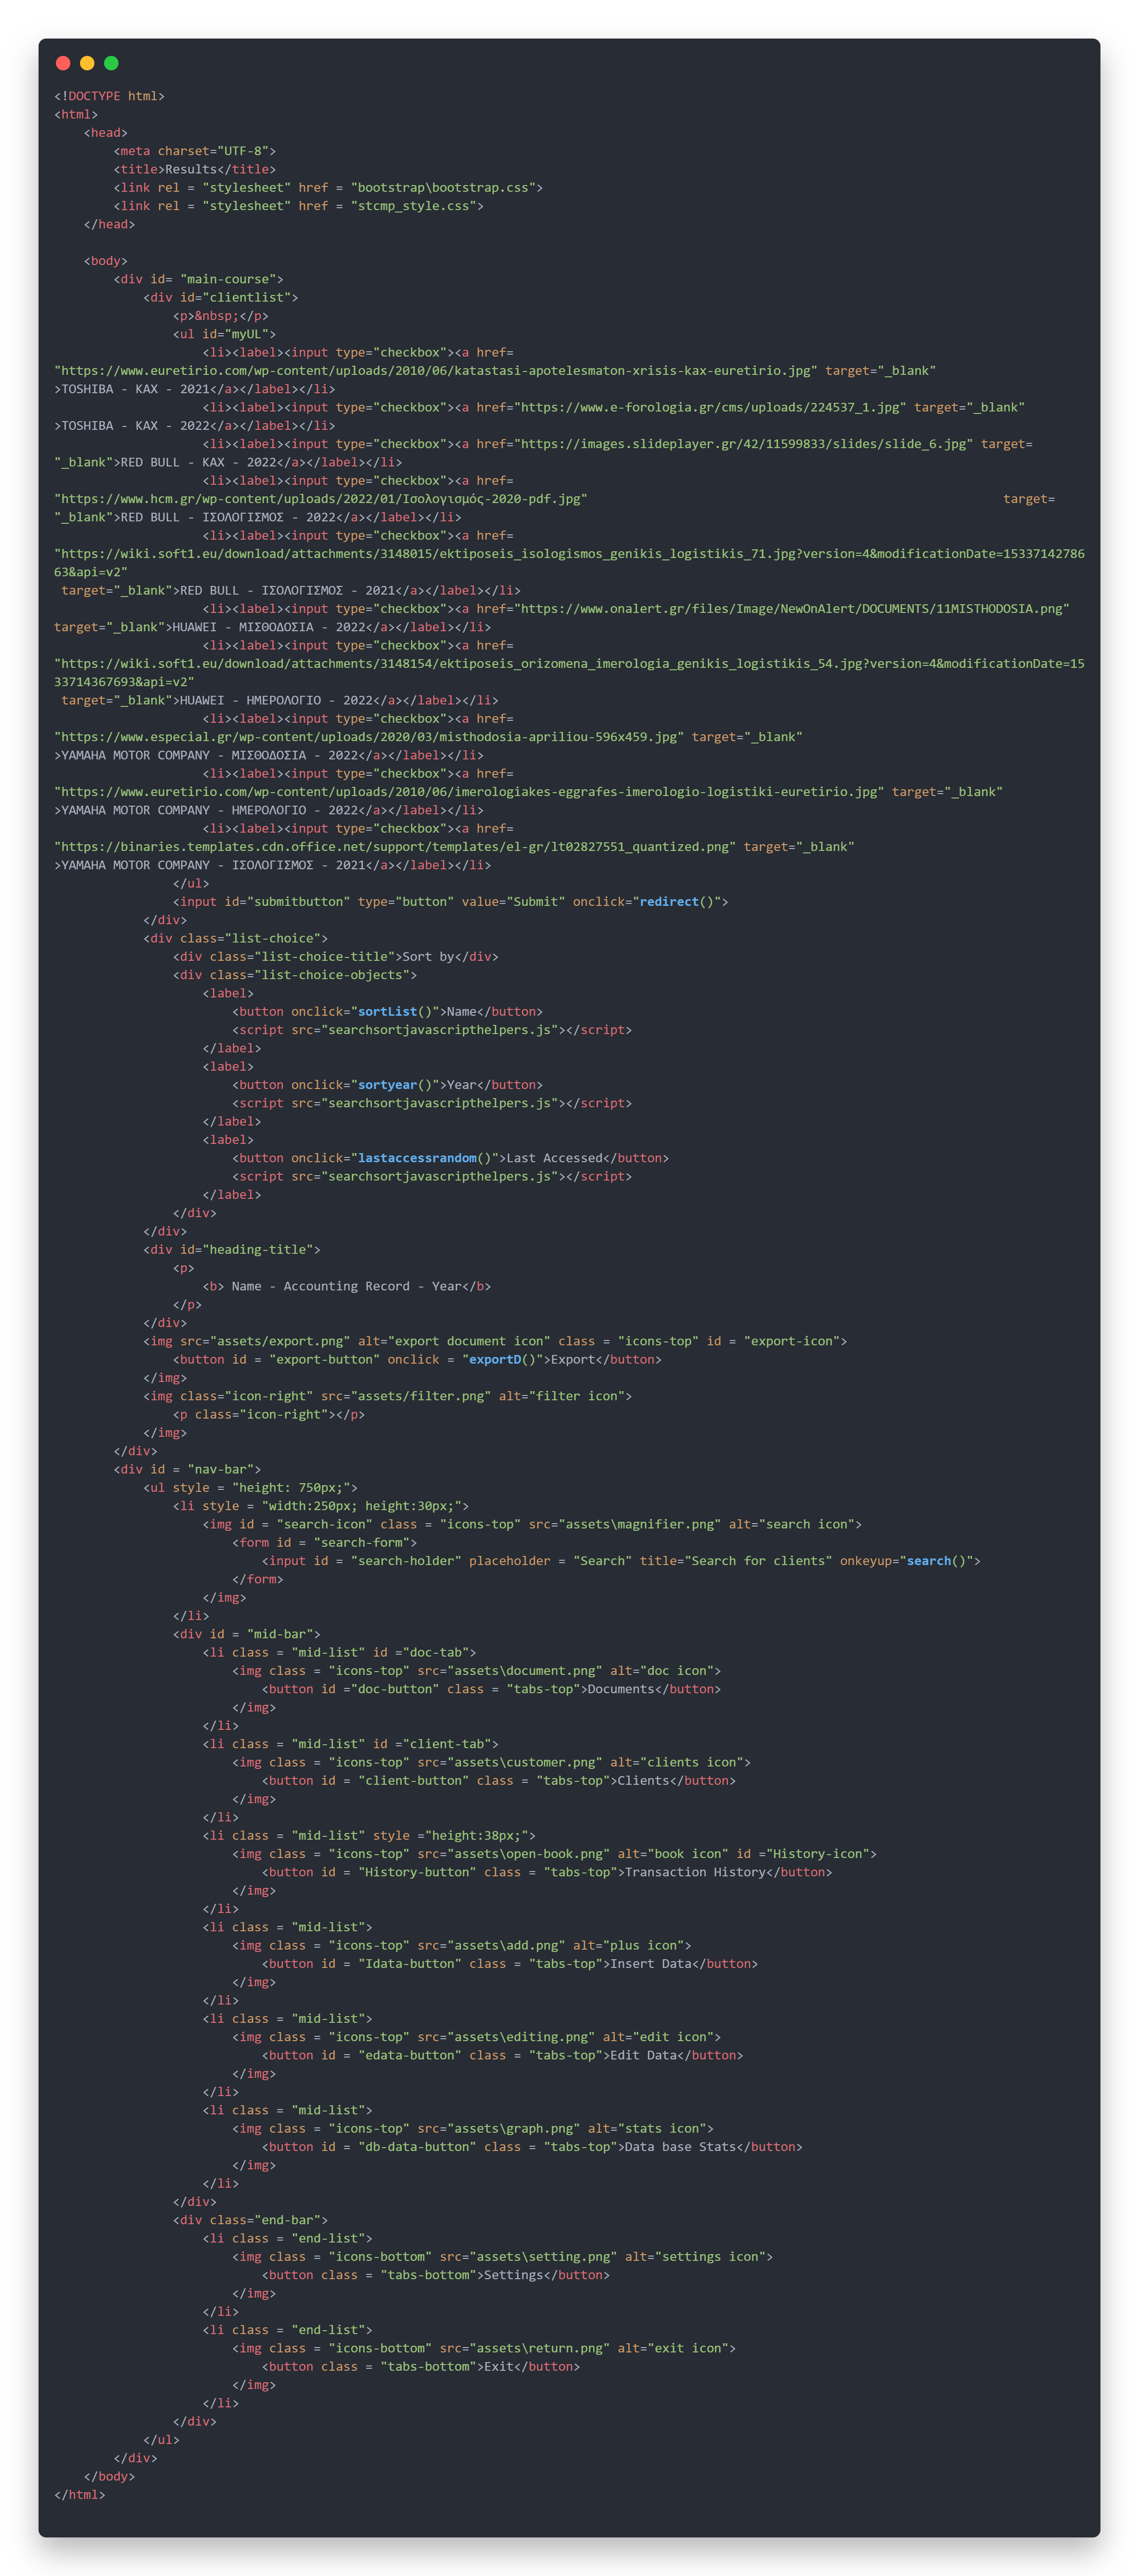 <!DOCTYPE html>
<html>
    <head>
        <meta charset="UTF-8">
        <title>Results</title>
        <link rel = "stylesheet" href = "bootstrap\bootstrap.css">
        <link rel = "stylesheet" href = "stcmp_style.css">
    </head>

    <body>
        <div id= "main-course">
            <div id="clientlist">
                <p>&nbsp;</p>
                <ul id="myUL">
                    <li><label><input type="checkbox"><a href=
"https://www.euretirio.com/wp-content/uploads/2010/06/katastasi-apotelesmaton-xrisis-kax-euretirio.jpg" target="_blank"
>TOSHIBA - ΚΑΧ - 2021</a></label></li>
                    <li><label><input type="checkbox"><a href="https://www.e-forologia.gr/cms/uploads/224537_1.jpg" target="_blank"
>TOSHIBA - ΚΑΧ - 2022</a></label></li>
                    <li><label><input type="checkbox"><a href="https://images.slideplayer.gr/42/11599833/slides/slide_6.jpg" target=
"_blank">RED BULL - ΚΑΧ - 2022</a></label></li>
                    <li><label><input type="checkbox"><a href=
"https://www.hcm.gr/wp-content/uploads/2022/01/Ισολογισμός-2020-pdf.jpg"                                                        target=
"_blank">RED BULL - ΙΣΟΛΟΓΙΣΜΟΣ - 2022</a></label></li>
                    <li><label><input type="checkbox"><a href=
"https://wiki.soft1.eu/download/attachments/3148015/ektiposeis_isologismos_genikis_logistikis_71.jpg?version=4&modificationDate=15337142786
63&api=v2"
 target="_blank">RED BULL - ΙΣΟΛΟΓΙΣΜΟΣ - 2021</a></label></li>
                    <li><label><input type="checkbox"><a href="https://www.onalert.gr/files/Image/NewOnAlert/DOCUMENTS/11MISTHODOSIA.png"
target="_blank">HUAWEI - ΜΙΣΘΟΔΟΣΙΑ - 2022</a></label></li>
                    <li><label><input type="checkbox"><a href=
"https://wiki.soft1.eu/download/attachments/3148154/ektiposeis_orizomena_imerologia_genikis_logistikis_54.jpg?version=4&modificationDate=15
33714367693&api=v2"
 target="_blank">HUAWEI - ΗΜΕΡΟΛΟΓΙΟ - 2022</a></label></li>
                    <li><label><input type="checkbox"><a href=
"https://www.especial.gr/wp-content/uploads/2020/03/misthodosia-apriliou-596x459.jpg" target="_blank"
>YAMAHA MOTOR COMPANY - ΜΙΣΘΟΔΟΣΙΑ - 2022</a></label></li>
                    <li><label><input type="checkbox"><a href=
"https://www.euretirio.com/wp-content/uploads/2010/06/imerologiakes-eggrafes-imerologio-logistiki-euretirio.jpg" target="_blank"
>YAMAHA MOTOR COMPANY - ΗΜΕΡΟΛΟΓΙΟ - 2022</a></label></li>
                    <li><label><input type="checkbox"><a href=
"https://binaries.templates.cdn.office.net/support/templates/el-gr/lt02827551_quantized.png" target="_blank"
>YAMAHA MOTOR COMPANY - ΙΣΟΛΟΓΙΣΜΟΣ - 2021</a></label></li>
                </ul>
                <input id="submitbutton" type="button" value="Submit" onclick="redirect()">
            </div>
            <div class="list-choice">
                <div class="list-choice-title">Sort by</div>
                <div class="list-choice-objects">
                    <label>
                        <button onclick="sortList()">Name</button>
                        <script src="searchsortjavascripthelpers.js"></script>
                    </label>
                    <label>
                        <button onclick="sortyear()">Year</button>
                        <script src="searchsortjavascripthelpers.js"></script>
                    </label>
                    <label>
                        <button onclick="lastaccessrandom()">Last Accessed</button>
                        <script src="searchsortjavascripthelpers.js"></script>
                    </label>
                </div>
            </div>
            <div id="heading-title">
                <p>
                    <b> Name - Accounting Record - Year</b>
                </p>
            </div>
            <img src="assets/export.png" alt="export document icon" class = "icons-top" id = "export-icon">
                <button id = "export-button" onclick = "exportD()">Export</button>
            </img>
            <img class="icon-right" src="assets/filter.png" alt="filter icon">
                <p class="icon-right"></p>
            </img>
        </div>
        <div id = "nav-bar">
            <ul style = "height: 750px;">
                <li style = "width:250px; height:30px;">
                    <img id = "search-icon" class = "icons-top" src="assets\magnifier.png" alt="search icon">
                        <form id = "search-form">
                            <input id = "search-holder" placeholder = "Search" title="Search for clients" onkeyup="search()">
                        </form>
                    </img>
                </li>
                <div id = "mid-bar">
                    <li class = "mid-list" id ="doc-tab">
                        <img class = "icons-top" src="assets\document.png" alt="doc icon">
                            <button id ="doc-button" class = "tabs-top">Documents</button>
                        </img>
                    </li>
                    <li class = "mid-list" id ="client-tab">
                        <img class = "icons-top" src="assets\customer.png" alt="clients icon">
                            <button id = "client-button" class = "tabs-top">Clients</button>
                        </img>
                    </li>
                    <li class = "mid-list" style ="height:38px;">
                        <img class = "icons-top" src="assets\open-book.png" alt="book icon" id ="History-icon">
                            <button id = "History-button" class = "tabs-top">Transaction History</button>
                        </img>
                    </li>
                    <li class = "mid-list">
                        <img class = "icons-top" src="assets\add.png" alt="plus icon">
                            <button id = "Idata-button" class = "tabs-top">Insert Data</button>
                        </img>
                    </li>
                    <li class = "mid-list">
                        <img class = "icons-top" src="assets\editing.png" alt="edit icon">
                            <button id = "edata-button" class = "tabs-top">Edit Data</button>
                        </img>
                    </li>
                    <li class = "mid-list">
                        <img class = "icons-top" src="assets\graph.png" alt="stats icon">
                            <button id = "db-data-button" class = "tabs-top">Data base Stats</button>
                        </img>
                    </li>
                </div>
                <div class="end-bar">
                    <li class = "end-list">
                        <img class = "icons-bottom" src="assets\setting.png" alt="settings icon">
                            <button class = "tabs-bottom">Settings</button>
                        </img>
                    </li>
                    <li class = "end-list">
                        <img class = "icons-bottom" src="assets\return.png" alt="exit icon">
                            <button class = "tabs-bottom">Exit</button>
                        </img>
                    </li>
                </div>
            </ul>
        </div>
    </body>
</html>